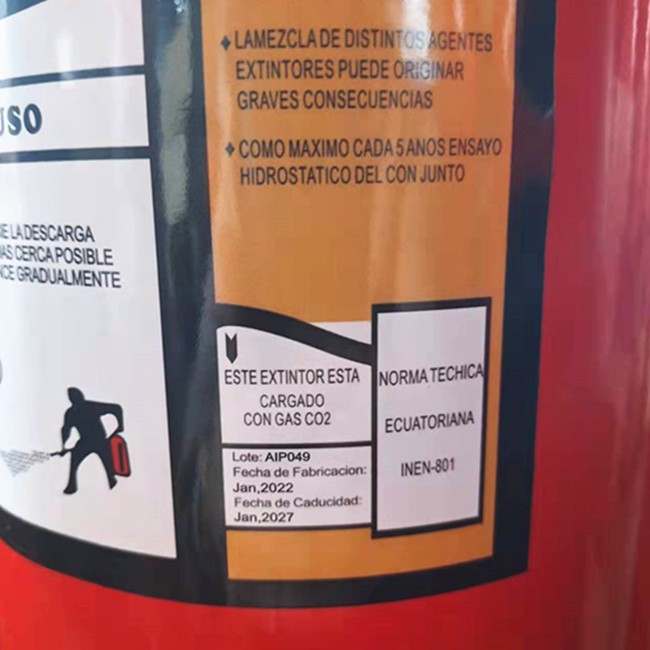 USO
E LA DESCARGA
AS CERCA POSIBLE
NCE GRADUALMENTE
LAMEZCLA DE DISTINTOS AGENTES
EXTINTORES PUEDE ORIGINAR
GRAVES CONSECUENCIAS
COMO MAXIMO CADA 5 ANOS ENSAYO
HIDROSTATICO DEL CON JUNTO
ESTE EXTINTOR ESTA
CARGADO
CON GAS CO2
Lote: AIP049
Fecha de Fabricacion:
Jan,2022
Fecha de Caducidad:
Jan,2027
NORMA TECHICA
ECUATORIANA
INEN-801